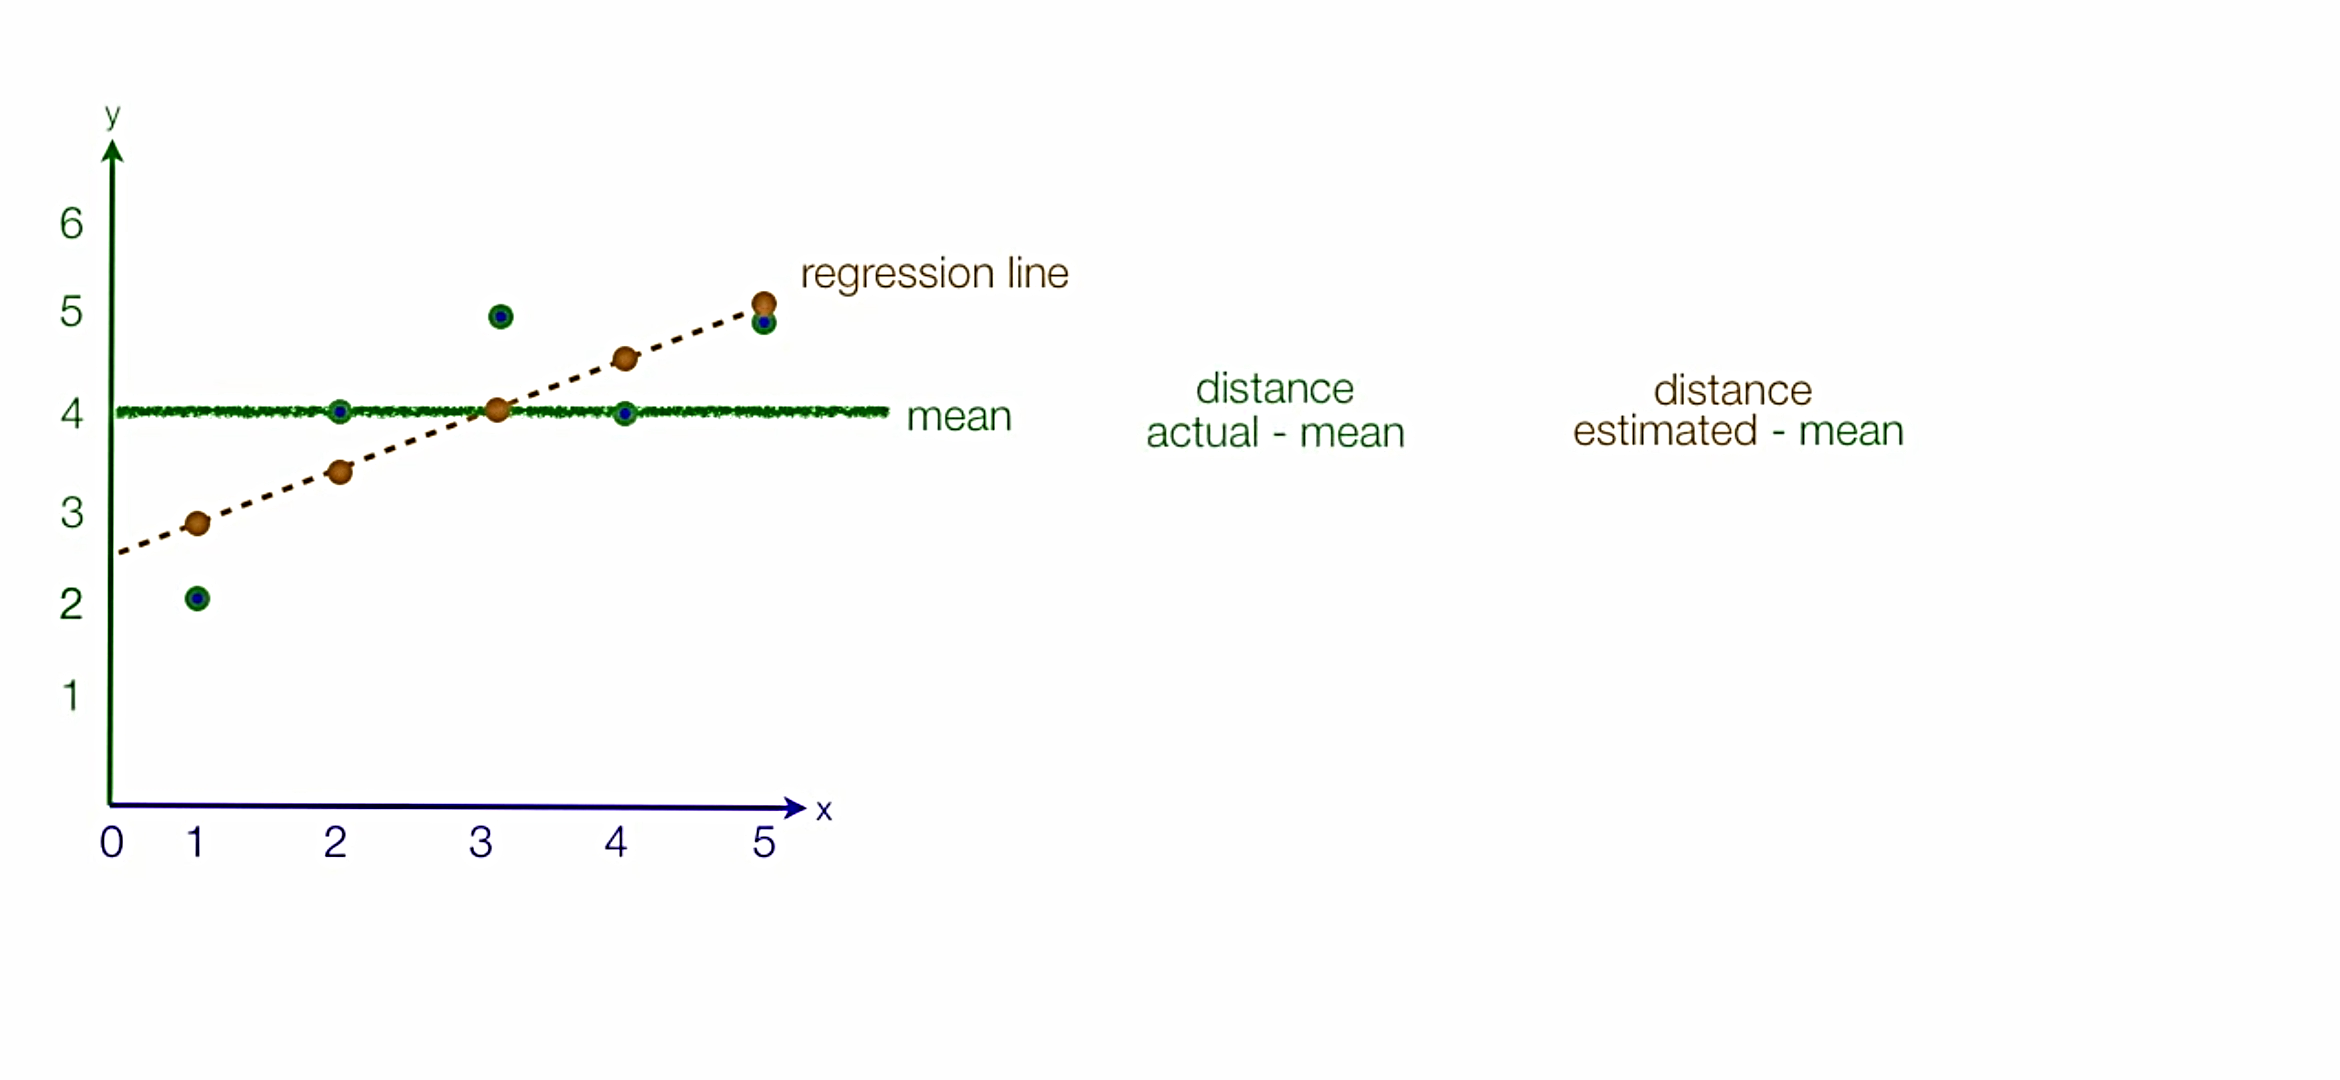 y
6
5
4
3
2
1
regression line
mean
distance
actual - mean
distance
estimated - mean
x
0 1 2 3 4 5